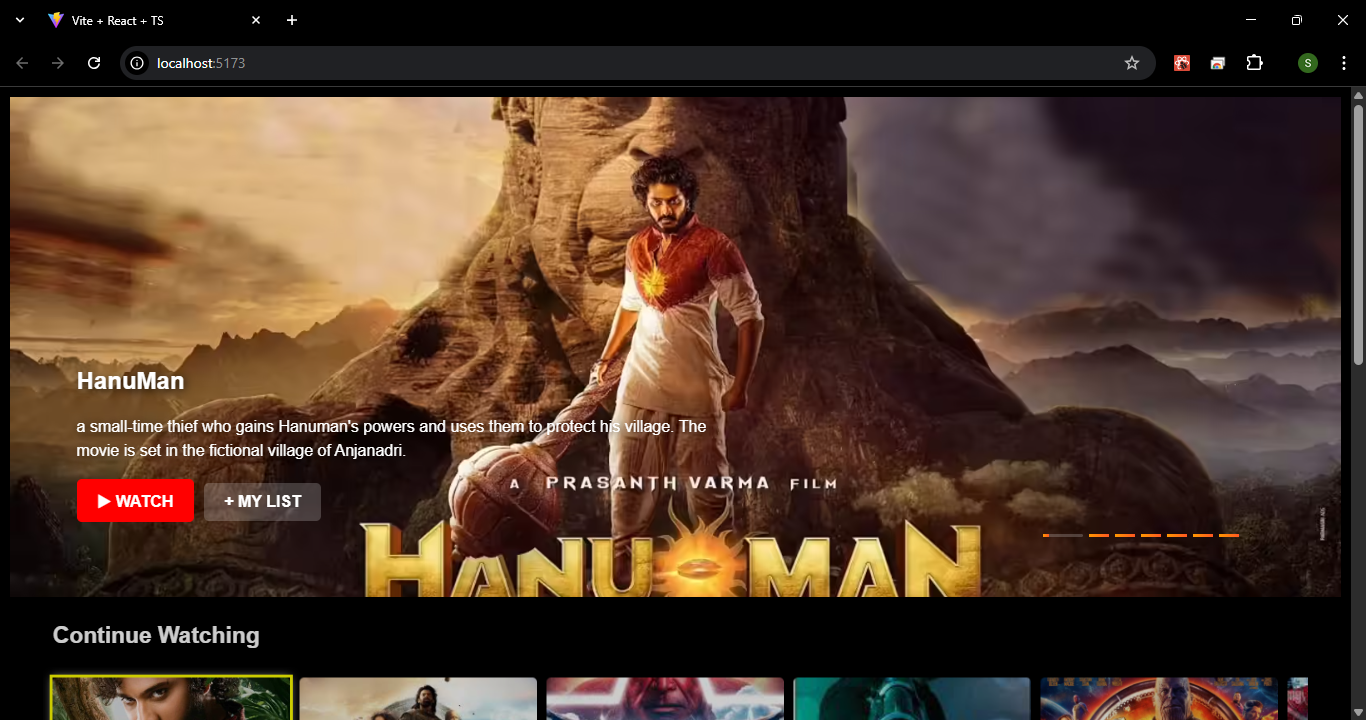 Vite + React + TS
localhost:5173
S
HanuMan
a small-time thief who gains Hanuman's powers and uses them to protect his village. The
movie is set in the fictional village of Anjanadri.
▶ WATCH
+ MY LIST
A PRASANTH VARMA FILM
HANUMAN
Continue Watching